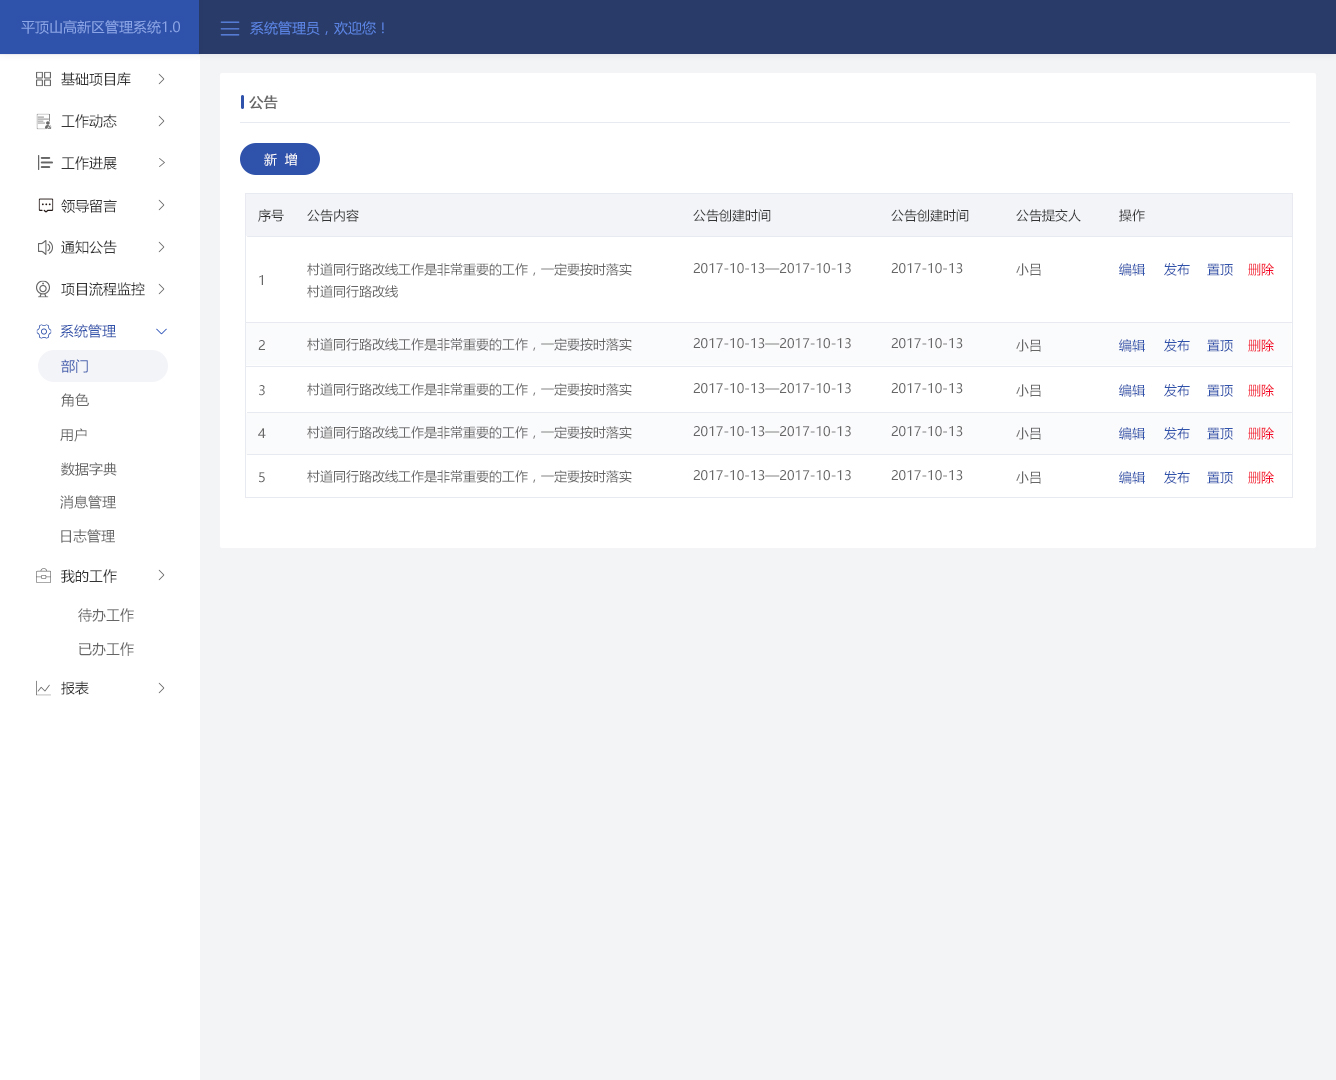 平顶山高新区管理系统1.0
系统管理员，欢迎您！
基础项目库
工作动态
工作进展
领导留言
通知公告
项目流程监控
系统管理
部门
角色
用户
数据字典
消息管理
日志管理
我的工作
待办工作
已办工作
报表
公告
新 增
序号 公告内容 公告创建时间 公告创建时间 公告提交人 操作
1 村道同行路改线工作是非常重要的工作，一定要按时落实 2017-10-13—2017-10-13 2017-10-13 小吕 编辑 发布 置顶 删除
村道同行路改线
2 村道同行路改线工作是非常重要的工作，一定要按时落实 2017-10-13—2017-10-13 2017-10-13 小吕 编辑 发布 置顶 删除
3 村道同行路改线工作是非常重要的工作，一定要按时落实 2017-10-13—2017-10-13 2017-10-13 小吕 编辑 发布 置顶 删除
4 村道同行路改线工作是非常重要的工作，一定要按时落实 2017-10-13—2017-10-13 2017-10-13 小吕 编辑 发布 置顶 删除
5 村道同行路改线工作是非常重要的工作，一定要按时落实 2017-10-13—2017-10-13 2017-10-13 小吕 编辑 发布 置顶 删除